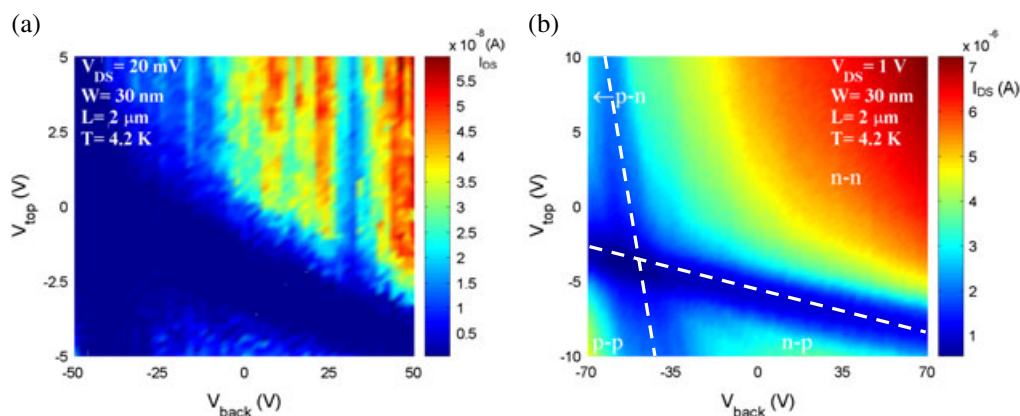 (a)
x 10⁻⁸ (A)
I_DS
V_DS = 20 mV
W= 30 nm
L= 2 μm
T= 4.2 K
5
2.5
0
-2.5
-5
V_top (V)
-50
-25
0
25
50
V_back (V)
5.5
5
4.5
4
3.5
3
2.5
2
1.5
1
0.5
(b)
x 10⁻⁶
I_DS (A)
V_DS = 1 V
W= 30 nm
L= 2 μm
T= 4.2 K
←p-n
n-n
p-p
n-p
10
5
0
-5
-10
V_top (V)
-70
-35
0
35
70
V_back (V)
7
6
5
4
3
2
1